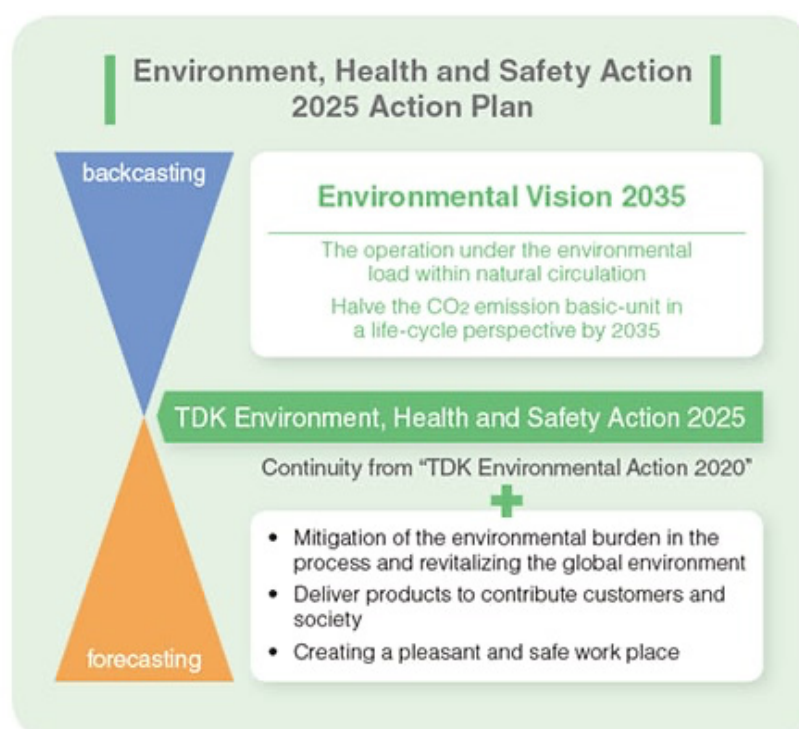 Environment, Health and Safety Action
2025 Action Plan
backcasting
Environmental Vision 2035
The operation under the environmental
load within natural circulation
Halve the CO2 emission basic-unit in
a life-cycle perspective by 2035
TDK Environment, Health and Safety Action 2025
Continuity from “TDK Environmental Action 2020”
+
• Mitigation of the environmental burden in the
process and revitalizing the global environment
• Deliver products to contribute customers and
society
• Creating a pleasant and safe work place
forecasting